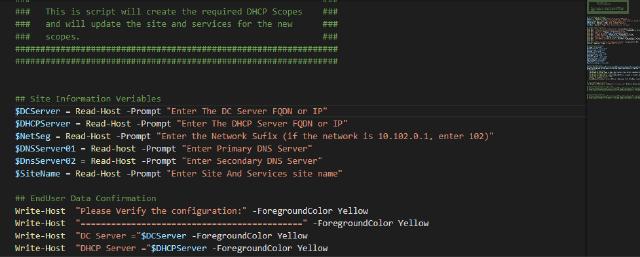 ### This is script will create the required DHCP Scopes ###
### and will update the site and services for the new ###
### scopes. ###
################################################################
################################################################
## Site Information Veriables
$DCServer = Read-Host -Prompt "Enter The DC Server FQDN or IP"
$DHCPServer = Read-Host -Prompt "Enter The DHCP Server FQDN or IP"
$NetSeg = Read-Host -Prompt "Enter the Network Sufix (if the network is 10.102.0.1, enter 102)"
$DNSServer01 = Read-host -Prompt "Enter Primary DNS Server"
$DnsServer02 = Read-Host -Prompt "Enter Secondary DNS Server"
$SiteName = Read-Host -Prompt "Enter Site And Services site name"
## EndUser Data Confirmation
Write-Host "Please Verify the configuration:" -ForegroundColor Yellow
Write-Host "============================================" -ForegroundColor Yellow
Write-Host "DC Server ="$DCServer -ForegroundColor Yellow
Write-Host "DHCP Server ="$DHCPServer -ForegroundColor Yellow